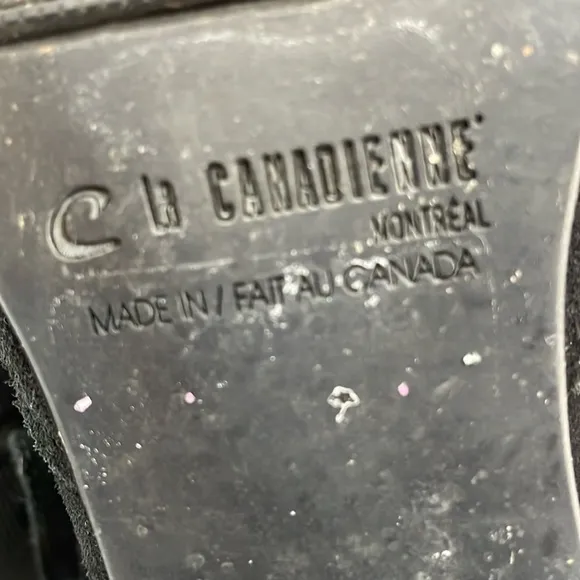 C la CANADIENNE
MONTRÉAL
MADE IN / FAIT AU CANADA